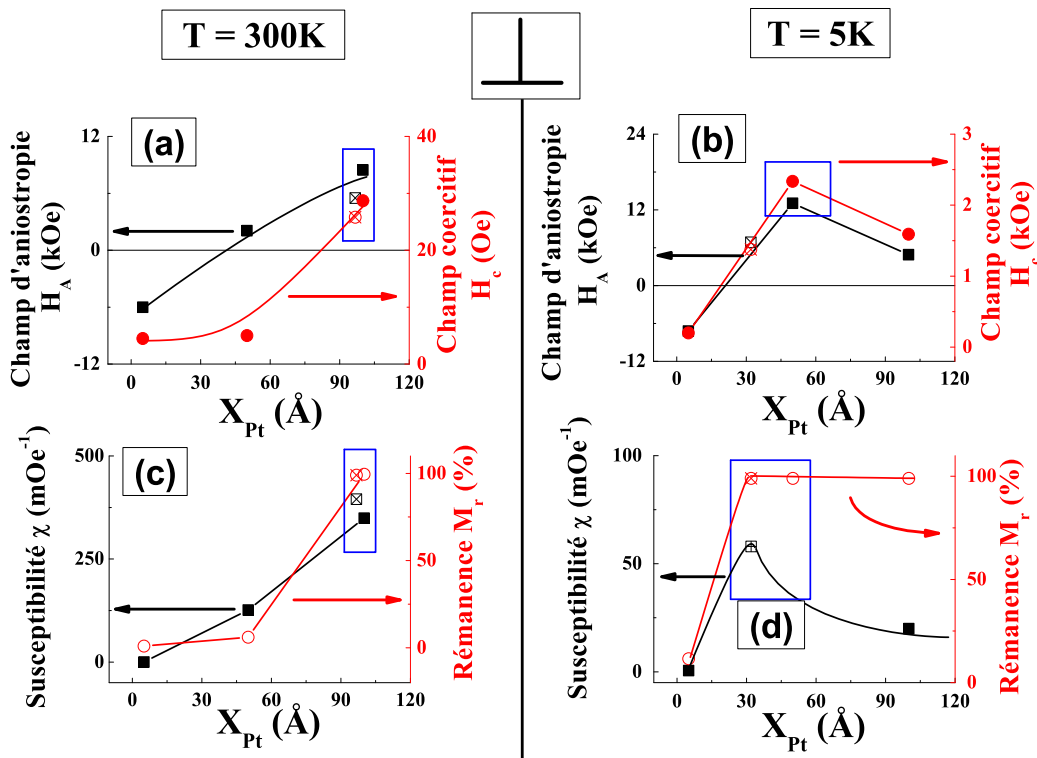 T = 300K
T = 5K
(a)
Champ d'aniostropie
H_A (kOe)
12
0
-12
40
20
0
Champ coercitif
H_c (Oe)
0 30 60 90 120
X_Pt (Å)
(b)
Champ d'aniostropie
H_A (kOe)
24
12
0
-12
3
2
1
0
Champ coercitif
H_c (kOe)
0 30 60 90 120
X_Pt (Å)
(c)
Susceptibilité χ (mOe⁻¹)
500
250
0
100
50
0
Rémanence M_r (%)
0 30 60 90 120
X_Pt (Å)
(d)
Susceptibilité χ (mOe⁻¹)
100
50
0
100
50
0
Rémanence M_r (%)
0 30 60 90 120
X_Pt (Å)